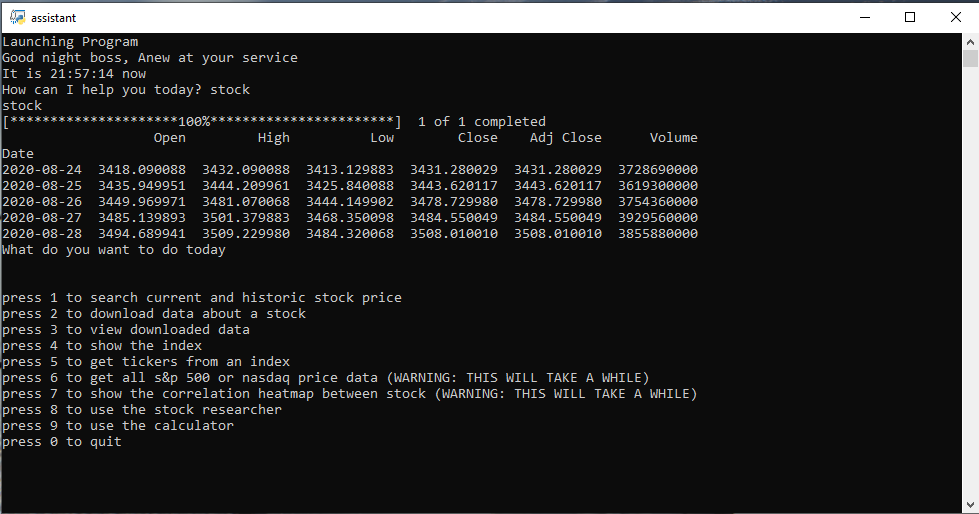 assistant
Launching Program
Good night boss, Anew at your service
It is 21:57:14 now
How can I help you today? stock
stock
[*********************100%***********************]  1 of 1 completed
Open High Low Close Adj Close Volume
Date
2020-08-24 3418.090088 3432.090088 3413.129883 3431.280029 3431.280029 3728690000
2020-08-25 3435.949951 3444.209961 3425.840088 3443.620117 3443.620117 3619300000
2020-08-26 3449.969971 3481.070068 3444.149902 3478.729980 3478.729980 3754360000
2020-08-27 3485.139893 3501.379883 3468.350098 3484.550049 3484.550049 3929560000
2020-08-28 3494.689941 3509.229980 3484.320068 3508.010010 3508.010010 3855880000
What do you want to do today
press 1 to search current and historic stock price
press 2 to download data about a stock
press 3 to view downloaded data
press 4 to show the index
press 5 to get tickers from an index
press 6 to get all s&p 500 or nasdaq price data (WARNING: THIS WILL TAKE A WHILE)
press 7 to show the correlation heatmap between stock (WARNING: THIS WILL TAKE A WHILE)
press 8 to use the stock researcher
press 9 to use the calculator
press 0 to quit